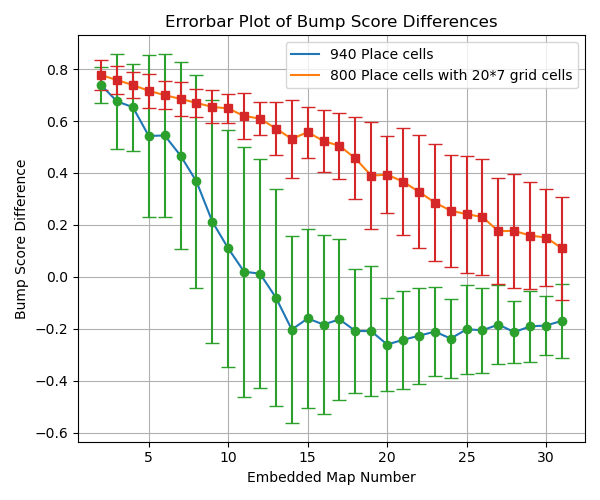 Errorbar Plot of Bump Score Differences
940 Place cells
800 Place cells with 20*7 grid cells
Bump Score Difference
0.8
0.6
0.4
0.2
0.0
−0.2
−0.4
−0.6
5 10 15 20 25 30
Embedded Map Number